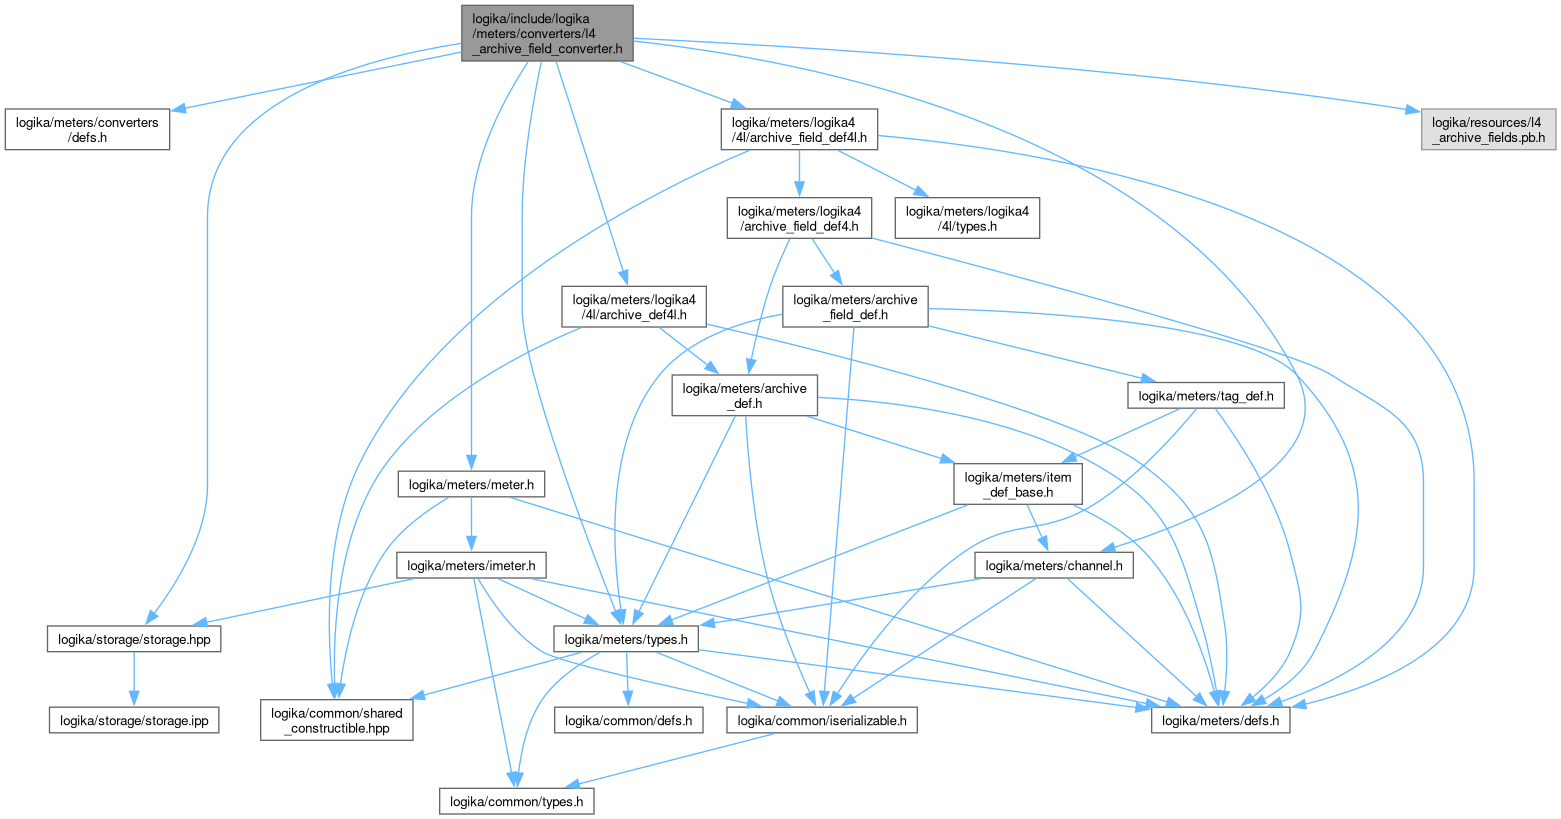 logika/include/logika
/meters/converters/l4
_archive_field_converter.h
logika/meters/converters
/defs.h
logika/meters/logika4
/4l/archive_field_def4l.h
logika/resources/l4
_archive_fields.pb.h
logika/meters/logika4
/archive_field_def4.h
logika/meters/logika4
/4l/types.h
logika/meters/logika4
/4l/archive_def4l.h
logika/meters/archive
_field_def.h
logika/meters/archive
_def.h
logika/meters/tag_def.h
logika/meters/meter.h
logika/meters/item
_def_base.h
logika/meters/imeter.h
logika/meters/channel.h
logika/storage/storage.hpp
logika/meters/types.h
logika/storage/storage.ipp
logika/common/shared
_constructible.hpp
logika/common/defs.h
logika/common/iserializable.h
logika/meters/defs.h
logika/common/types.h